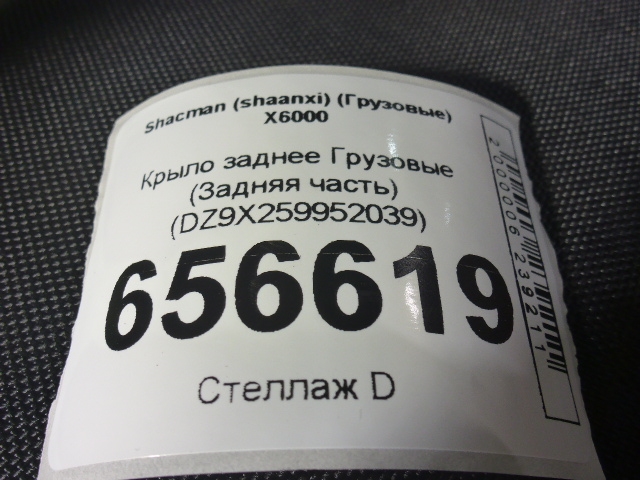 Shacman (shaanxi) (Грузовые)
X6000
Крыло заднее Грузовые
(Задняя часть)
(DZ9X259952039)
656619
Стеллаж D
2000006239211